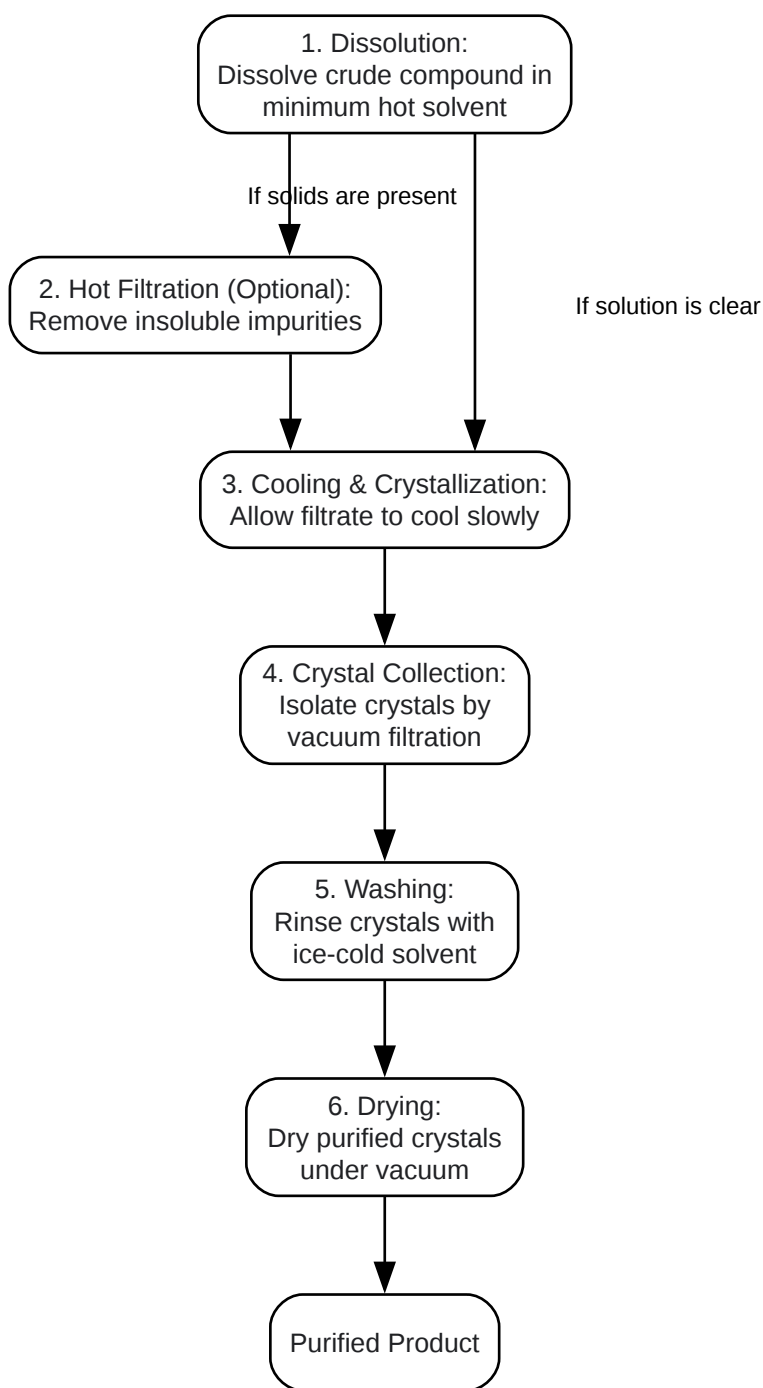 1. Dissolution:
Dissolve crude compound in
minimum hot solvent
If solids are present
2. Hot Filtration (Optional):
Remove insoluble impurities
If solution is clear
3. Cooling & Crystallization:
Allow filtrate to cool slowly
4. Crystal Collection:
Isolate crystals by
vacuum filtration
5. Washing:
Rinse crystals with
ice-cold solvent
6. Drying:
Dry purified crystals
under vacuum
Purified Product